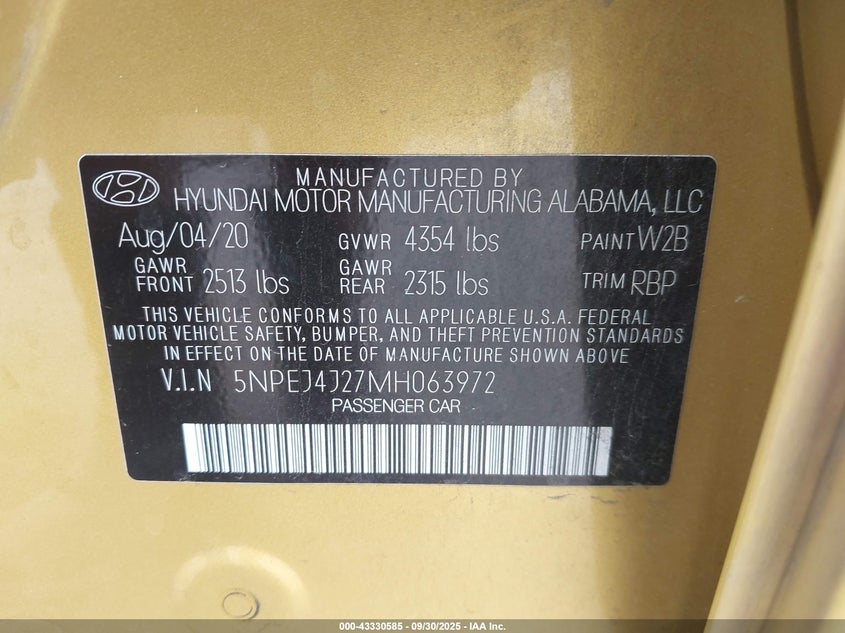 MANUFACTURED BY
HYUNDAI MOTOR MANUFACTURING ALABAMA, LLC
Aug/04/20 GVWR 4354 lbs PAINT W2B
GAWR FRONT 2513 lbs GAWR REAR 2315 lbs TRIM RBP
THIS VEHICLE CONFORMS TO ALL APPLICABLE U.S.A. FEDERAL
MOTOR VEHICLE SAFETY, BUMPER, AND THEFT PREVENTION STANDARDS
IN EFFECT ON THE DATE OF MANUFACTURE SHOWN ABOVE
V.I.N 5NPEJ4J27MH063972
PASSENGER CAR
000-43330585 - 09/30/2025 - IAA Inc.